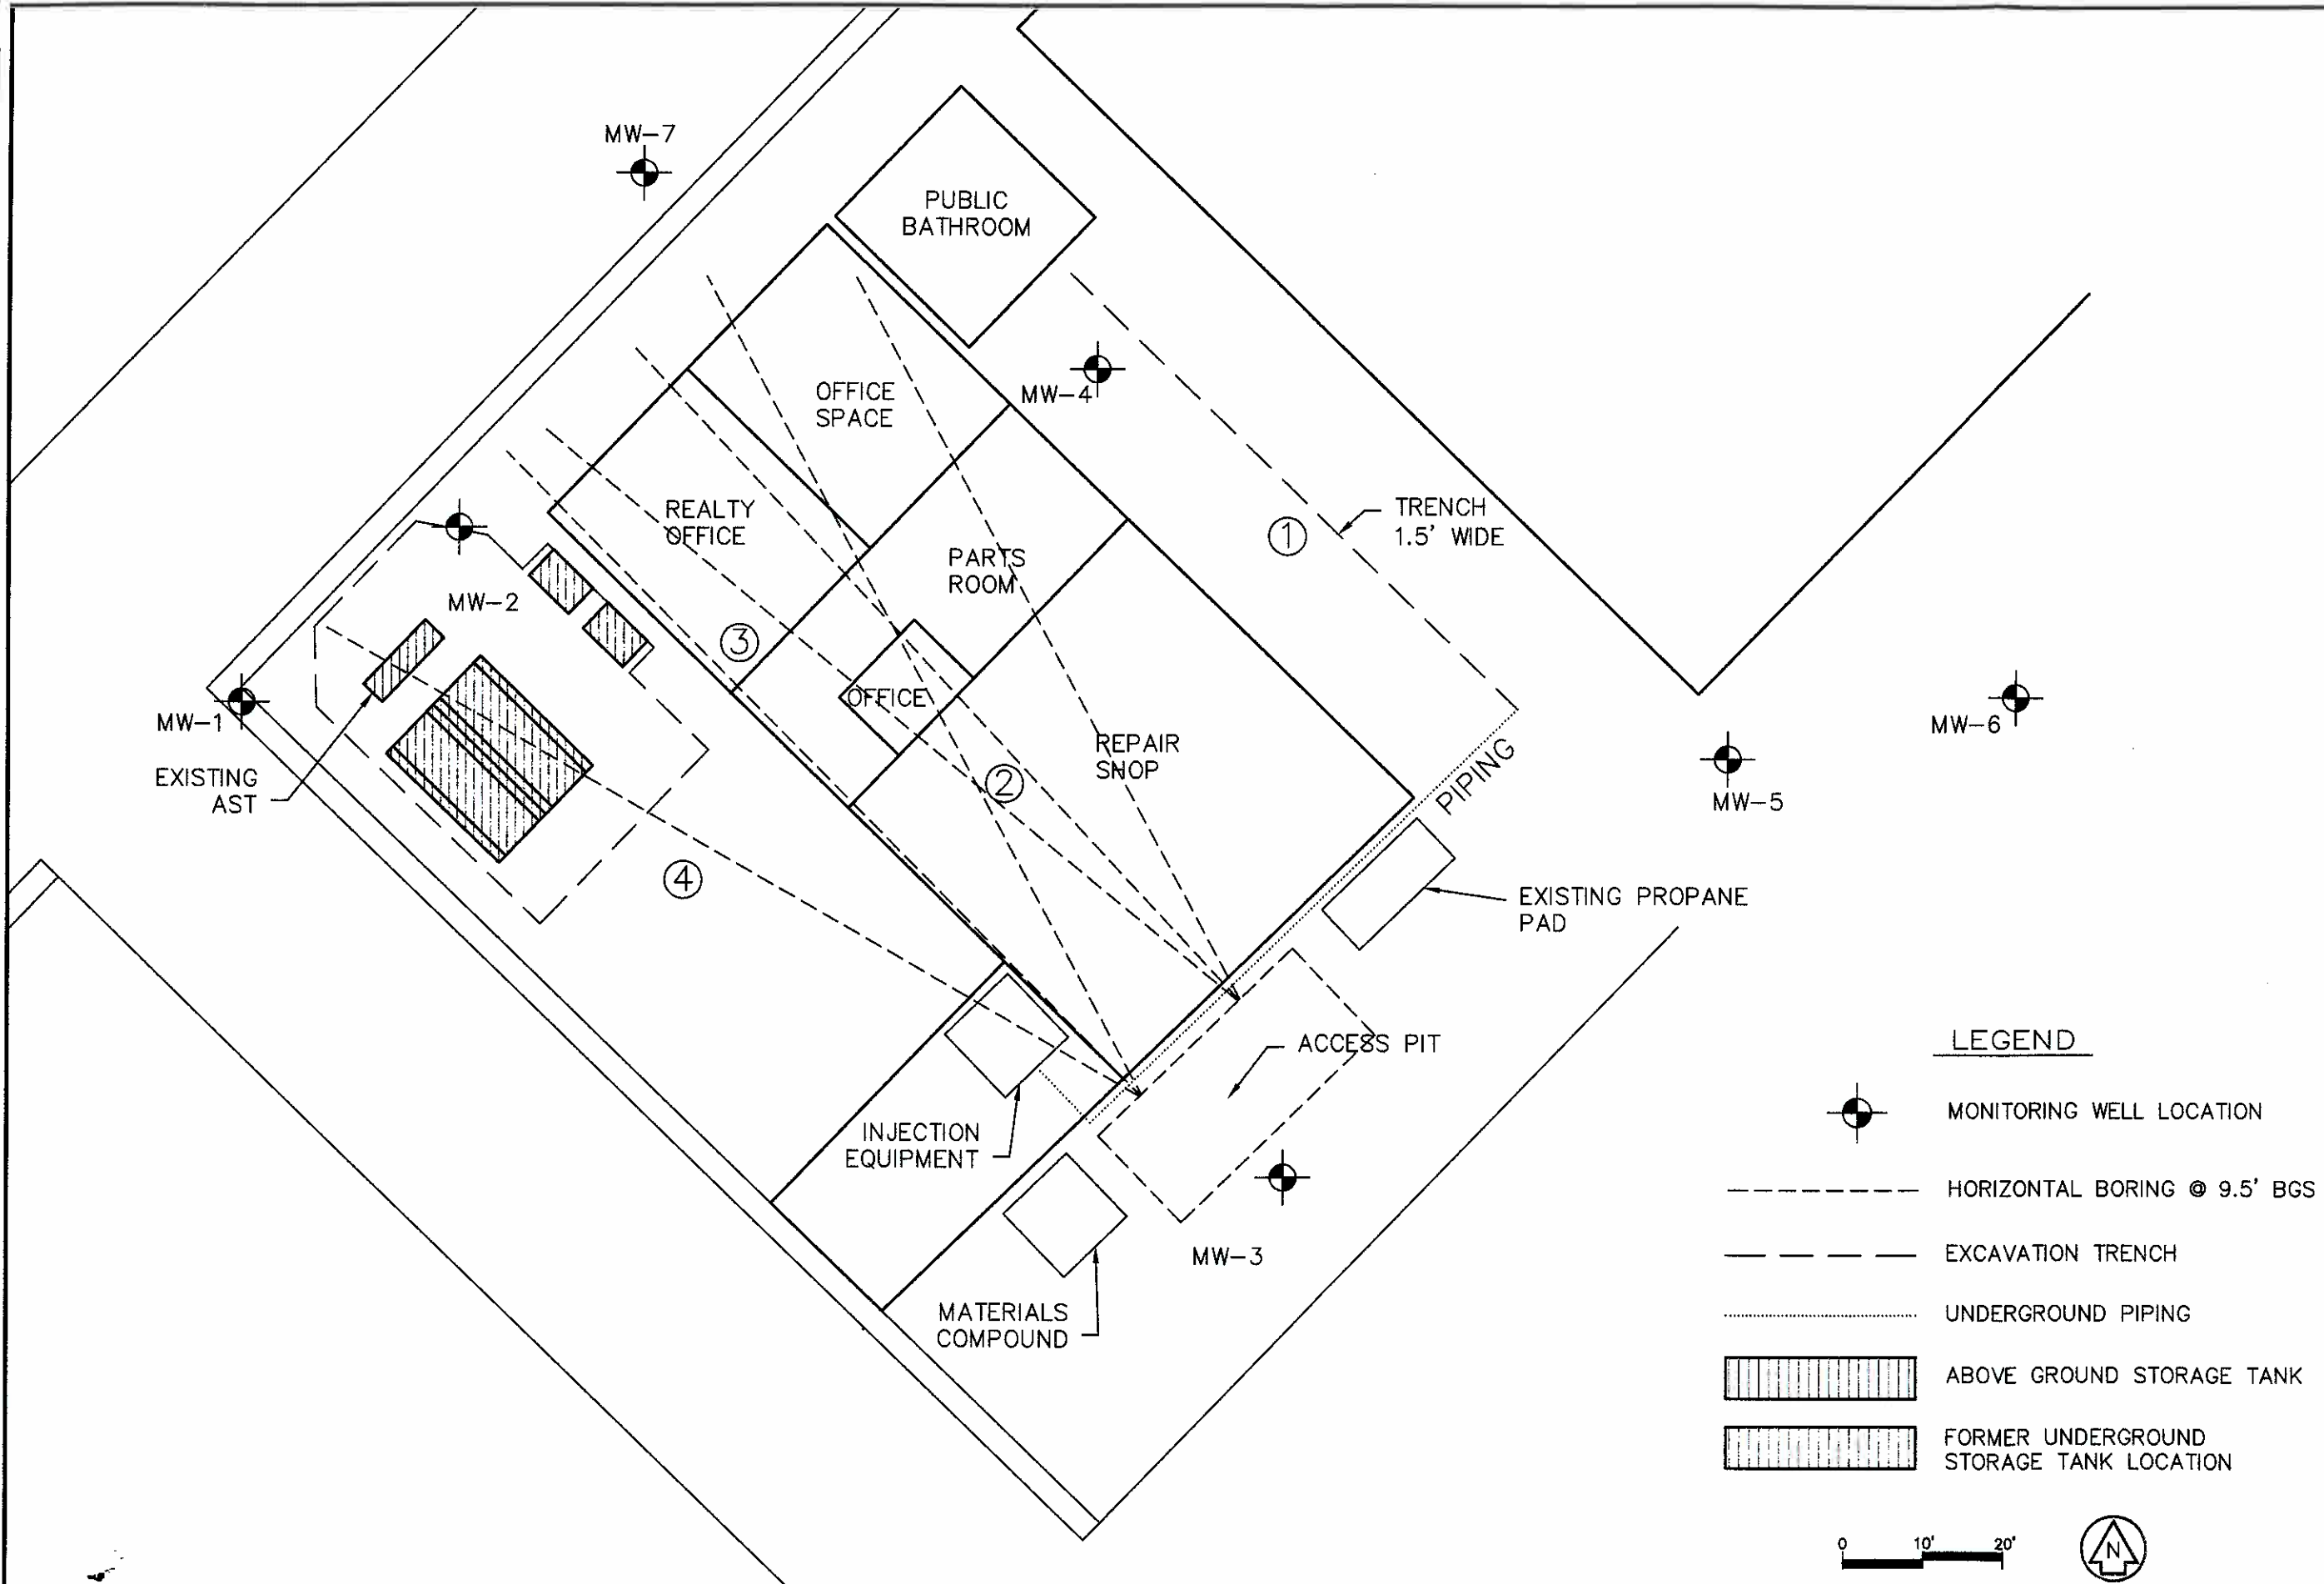 MW-7
PUBLIC
BATHROOM
MW-4
OFFICE
SPACE
REALTY
OFFICE
TRENCH
1.5' WIDE
1
PARTS
ROOM
MW-2
3
OFFICE
MW-1
EXISTING
AST
2
REPAIR
SHOP
PIPING
MW-6
MW-5
4
EXISTING PROPANE
PAD
ACCESS PIT
INJECTION
EQUIPMENT
MW-3
MATERIALS
COMPOUND
LEGEND
MONITORING WELL LOCATION
HORIZONTAL BORING @ 9.5' BGS
EXCAVATION TRENCH
UNDERGROUND PIPING
ABOVE GROUND STORAGE TANK
FORMER UNDERGROUND
STORAGE TANK LOCATION
0 10' 20'
N